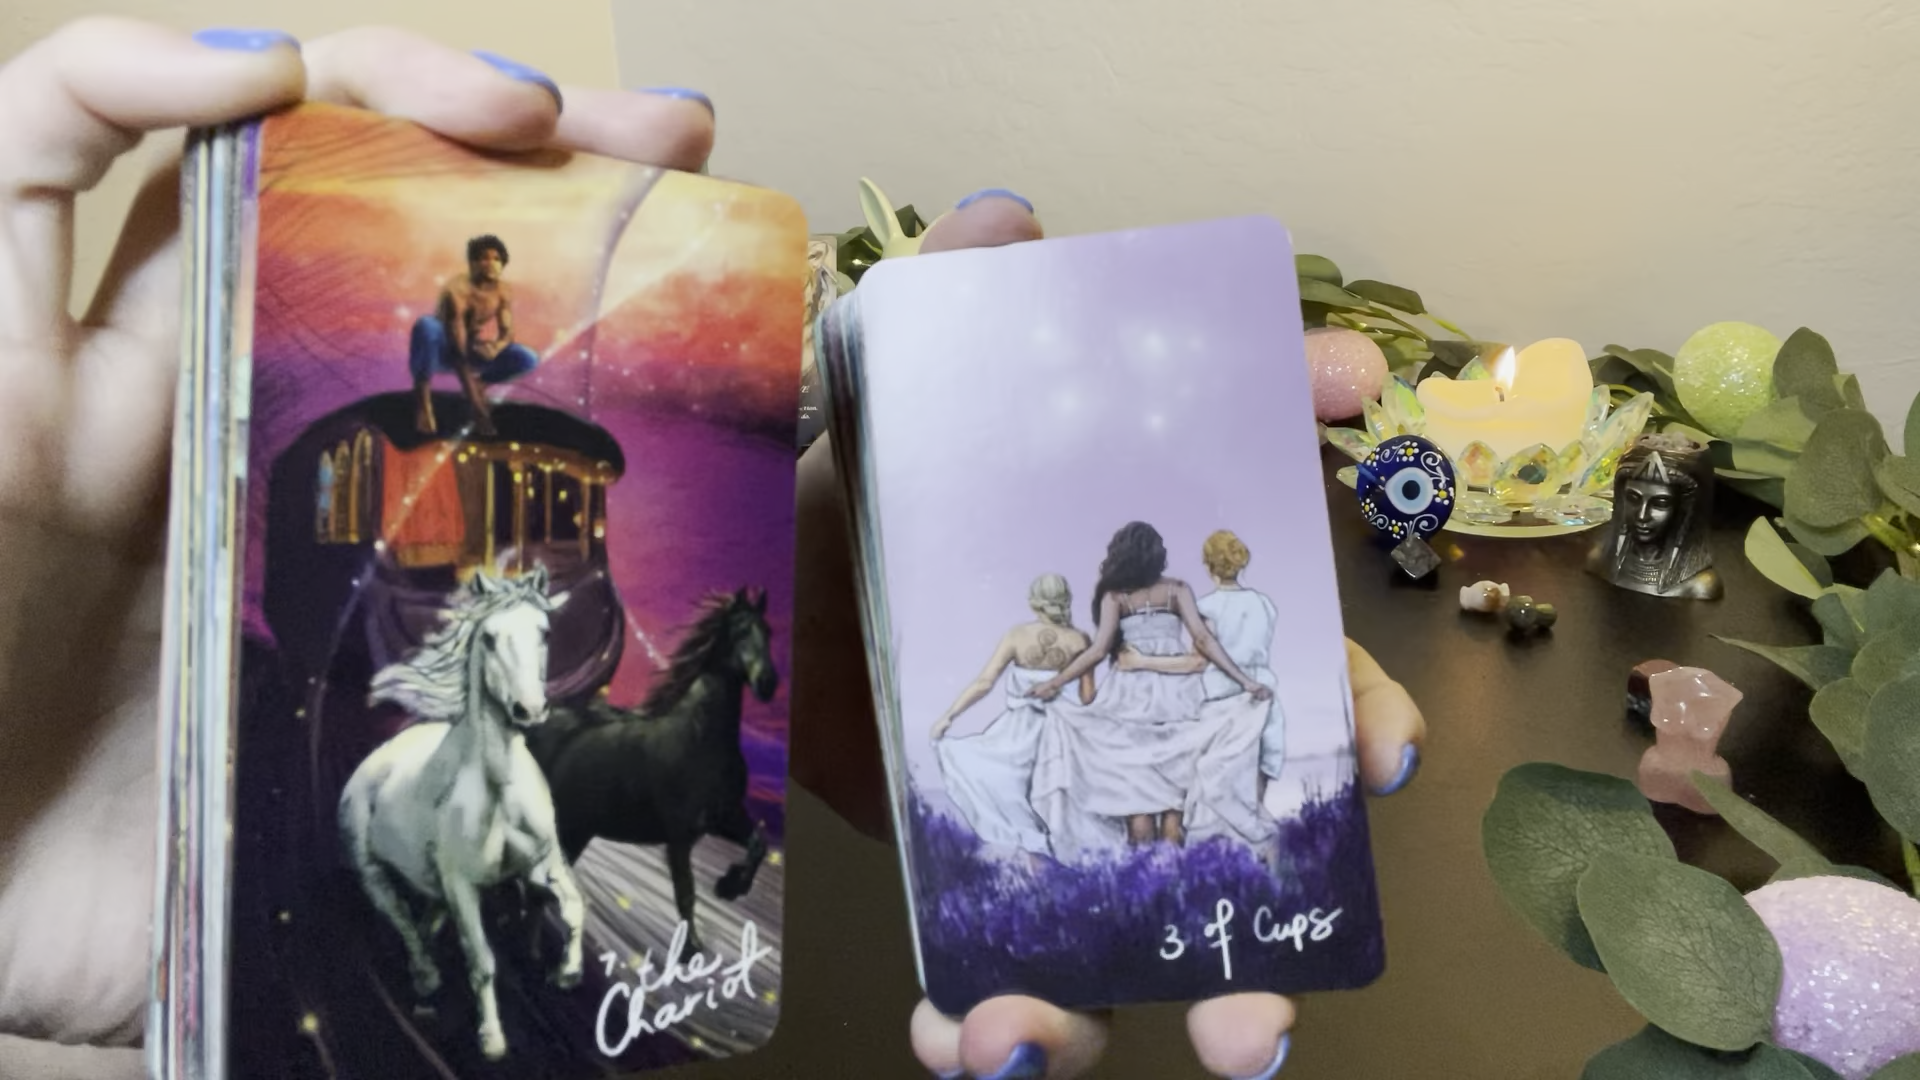 7. the
Chariot
3 of Cups